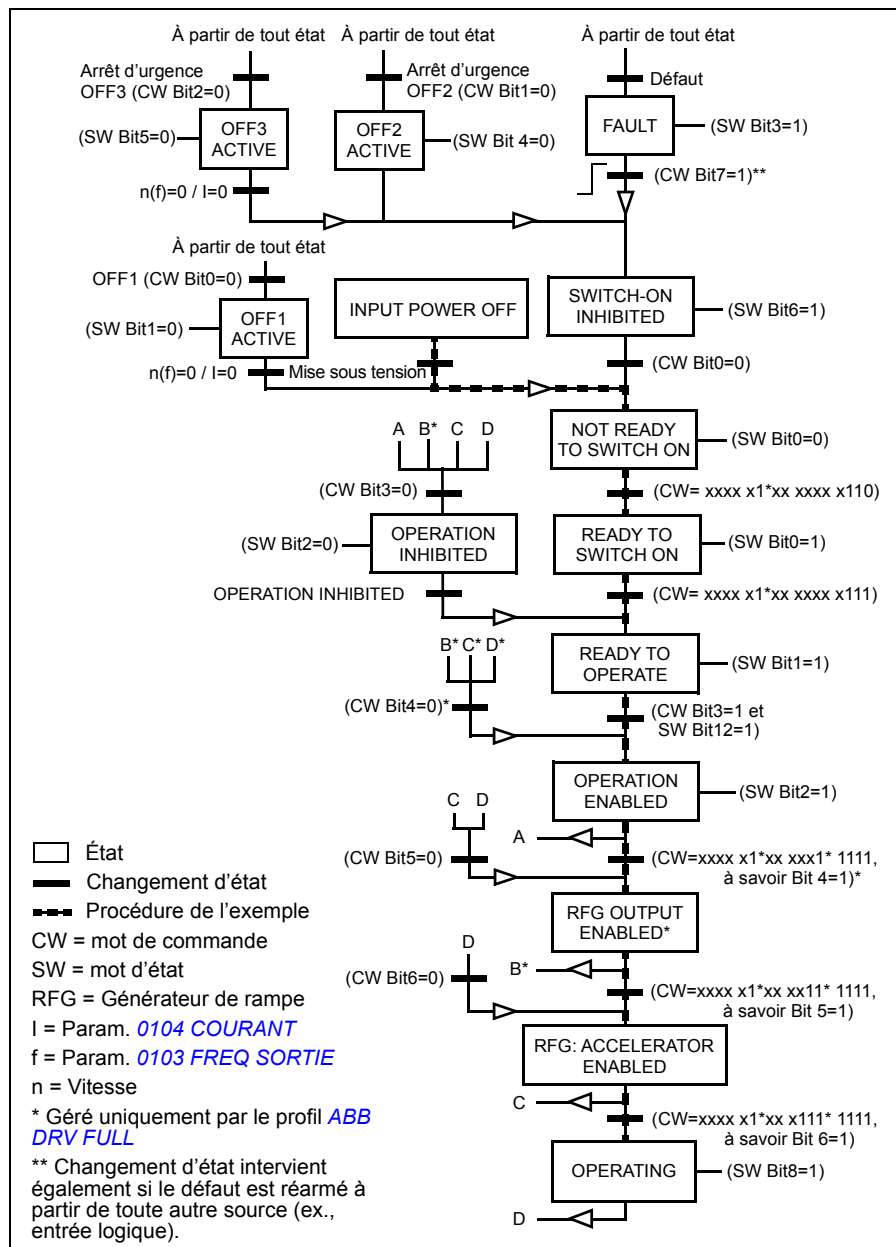 À partir de tout état
À partir de tout état
À partir de tout état
Arrêt d'urgence
OFF3 (CW Bit2=0)
Arrêt d'urgence
OFF2 (CW Bit1=0)
Défaut
(SW Bit5=0)
OFF3
ACTIVE
OFF2
ACTIVE
(SW Bit 4=0)
FAULT
(SW Bit3=1)
n(f)=0 / I=0
(CW Bit7=1)**
À partir de tout état
OFF1 (CW Bit0=0)
(SW Bit1=0)
OFF1
ACTIVE
INPUT POWER OFF
SWITCH-ON
INHIBITED
(SW Bit6=1)
n(f)=0 / I=0
Mise sous tension
(CW Bit0=0)
A B* C D
NOT READY
TO SWITCH ON
(SW Bit0=0)
(CW Bit3=0)
(CW= xxxx x1*xx xxxx x110)
(SW Bit2=0)
OPERATION
INHIBITED
READY TO
SWITCH ON
(SW Bit0=1)
OPERATION INHIBITED
(CW= xxxx x1*xx xxxx x111)
B* C* D*
READY TO
OPERATE
(SW Bit1=1)
(CW Bit4=0)*
(CW Bit3=1 et
SW Bit12=1)
OPERATION
ENABLED
(SW Bit2=1)
C D
A
(CW Bit5=0)
(CW=xxxx x1*xx xxx1* 1111,
à savoir Bit 4=1)*
RFG OUTPUT
ENABLED*
D
B*
(CW Bit6=0)
(CW=xxxx x1*xx xx11* 1111,
à savoir Bit 5=1)
RFG: ACCELERATOR
ENABLED
C
(CW=xxxx x1*xx x111* 1111,
à savoir Bit 6=1)
OPERATING
(SW Bit8=1)
D
État
Changement d'état
Procédure de l'exemple
CW = mot de commande
SW = mot d'état
RFG = Générateur de rampe
I = Param. 0104 COURANT
f = Param. 0103 FREQ SORTIE
n = Vitesse
* Géré uniquement par le profil ABB
DRV FULL
** Changement d'état intervient
également si le défaut est réarmé à
partir de toute autre source (ex.,
entrée logique).